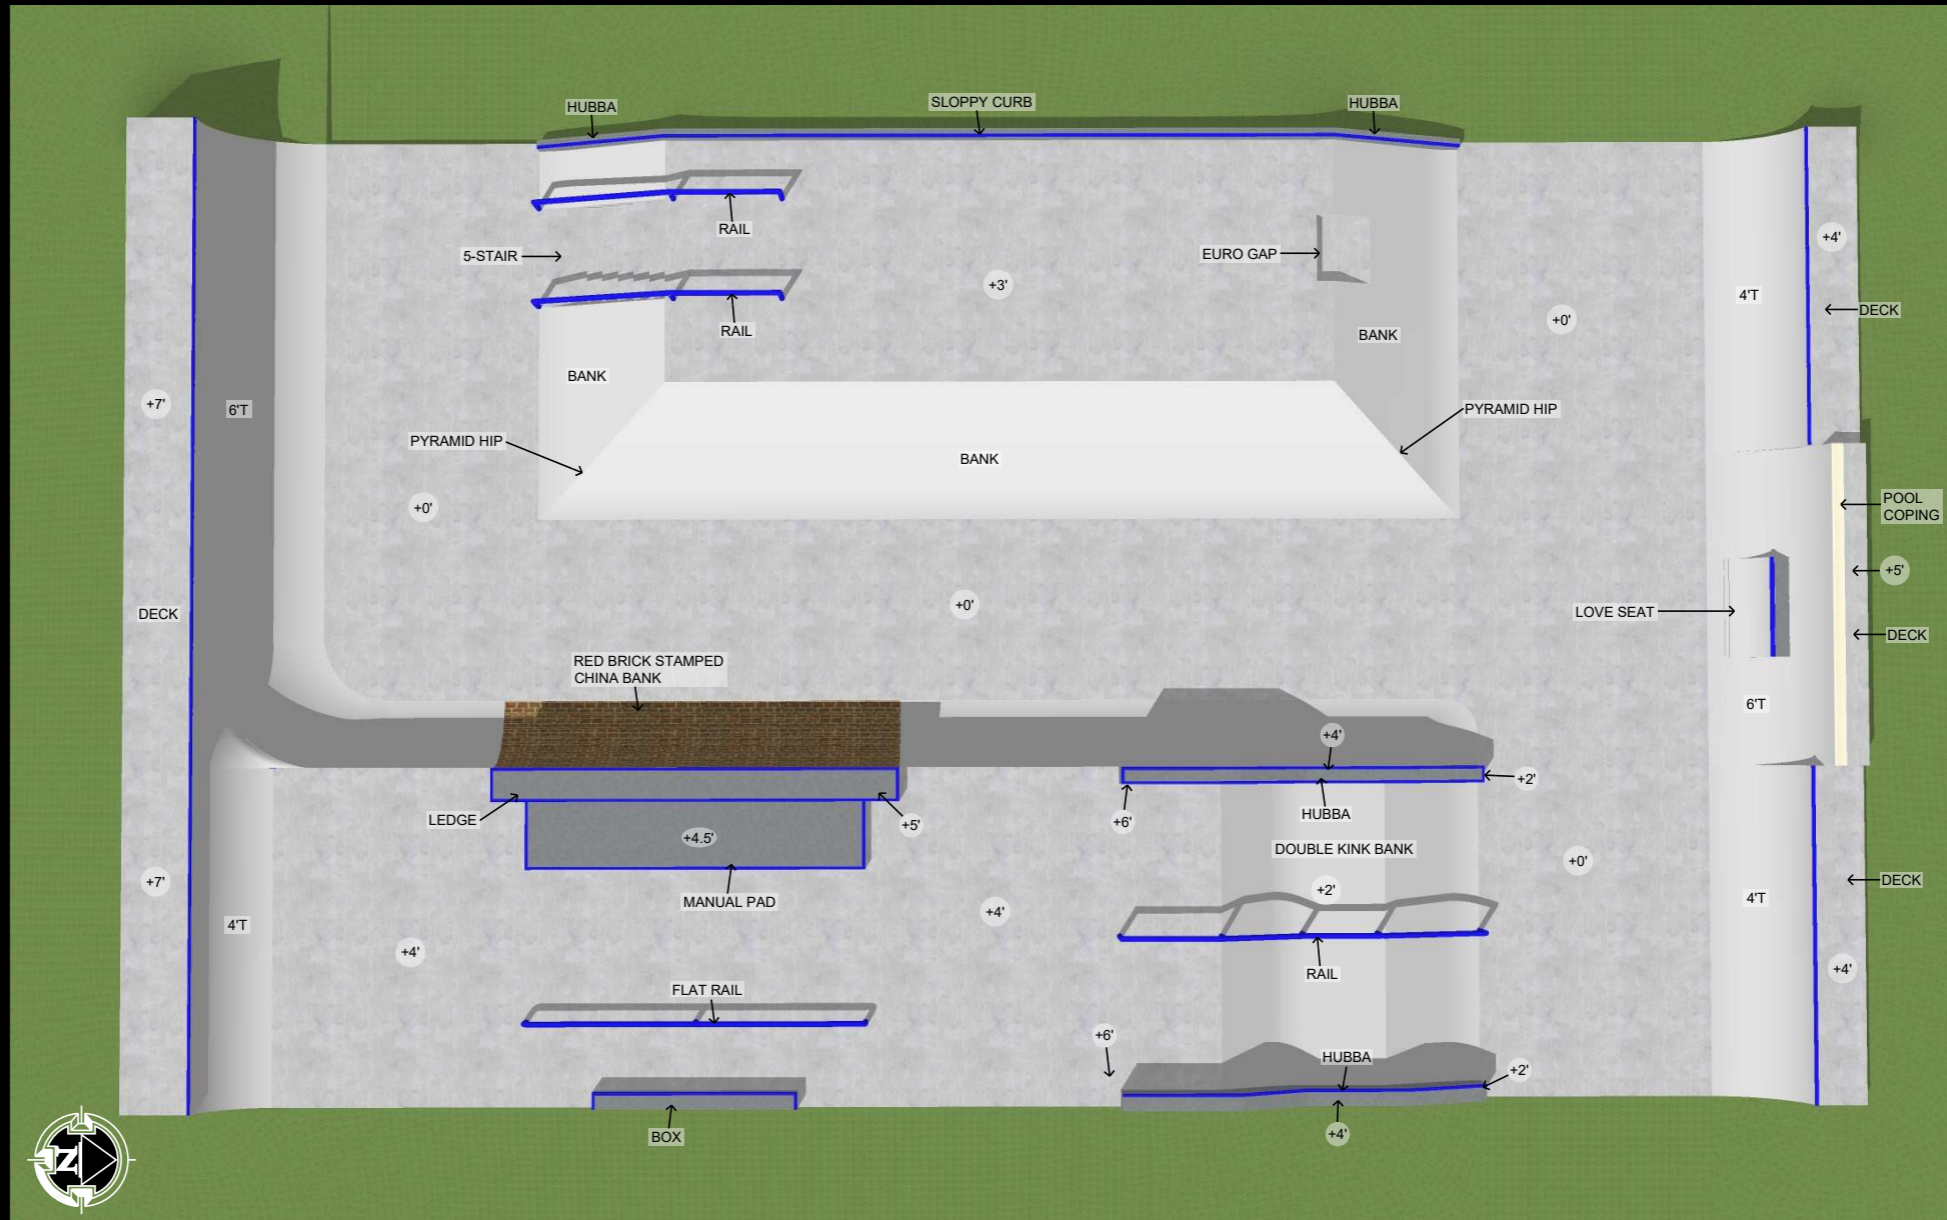 HUBBA
SLOPPY CURB
HUBBA
RAIL
5-STAIR
EURO GAP
+4'
+3'
4'T
DECK
+0'
RAIL
BANK
BANK
+7'
6'T
PYRAMID HIP
PYRAMID HIP
BANK
+0'
POOL
COPING
+5'
+0'
LOVE SEAT
DECK
DECK
RED BRICK STAMPED
CHINA BANK
6'T
+4'
+2'
LEDGE
+5'
+6'
HUBBA
+4.5'
DOUBLE KINK BANK
+0'
+7'
MANUAL PAD
+2'
DECK
4'T
4'T
+4'
+4'
+4'
RAIL
FLAT RAIL
+6'
HUBBA
+2'
BOX
+4'
Z